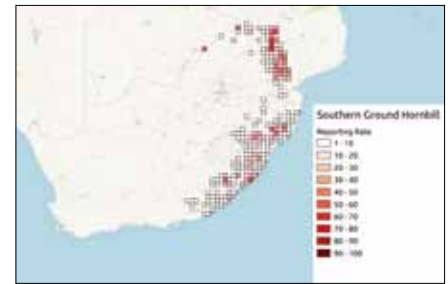 Southern Ground Hornbill
Reporting Rate
1 - 10
10 - 20
20 - 30
30 - 40
40 - 50
50 - 60
60 - 70
70 - 80
80 - 90
90 - 100